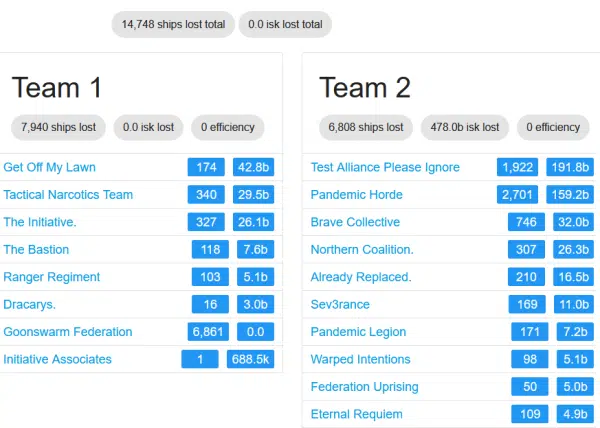 14,748 ships lost total 0.0 isk lost total
Team 1
7,940 ships lost 0.0 isk lost 0 efficiency
Get Off My Lawn 174 42.8b
Tactical Narcotics Team 340 29.5b
The Initiative. 327 26.1b
The Bastion 118 7.6b
Ranger Regiment 103 5.1b
Dracarys. 16 3.0b
Goonswarm Federation 6,861 0.0
Initiative Associates 1 688.5k
Team 2
6,808 ships lost 478.0b isk lost 0 efficiency
Test Alliance Please Ignore 1,922 191.8b
Pandemic Horde 2,701 159.2b
Brave Collective 746 32.0b
Northern Coalition. 307 26.3b
Already Replaced. 210 16.5b
Sev3rance 169 11.0b
Pandemic Legion 171 7.2b
Warped Intentions 98 5.1b
Federation Uprising 50 5.0b
Eternal Requiem 109 4.9b